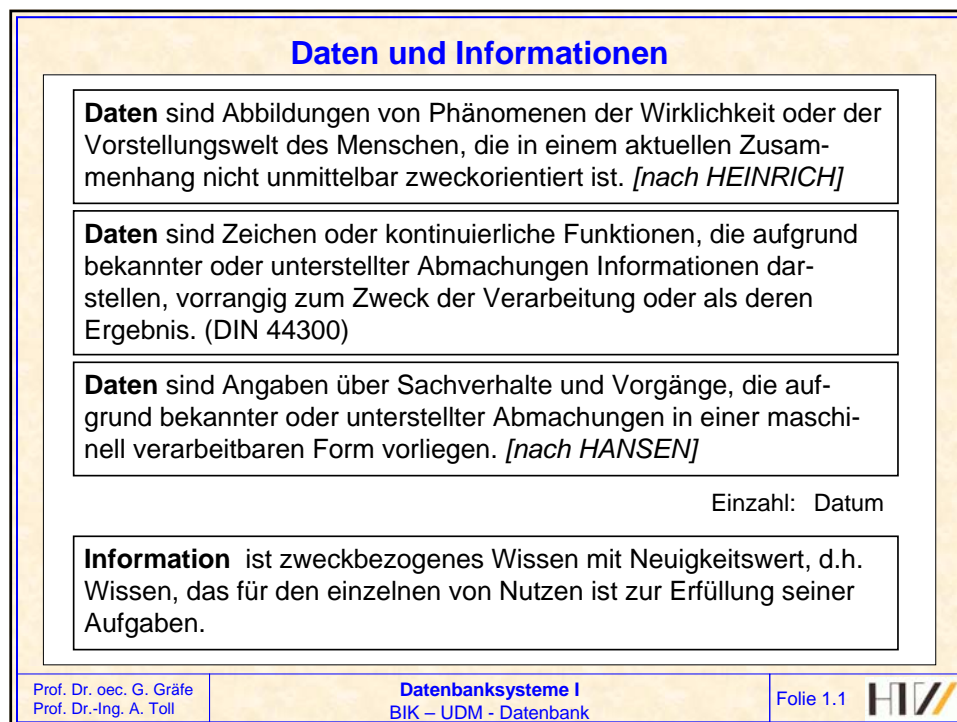 Daten und Informationen
Daten sind Abbildungen von Phänomenen der Wirklichkeit oder der
Vorstellungswelt des Menschen, die in einem aktuellen Zusam-
menhang nicht unmittelbar zweckorientiert ist. [nach HEINRICH]
Daten sind Zeichen oder kontinuierliche Funktionen, die aufgrund
bekannter oder unterstellter Abmachungen Informationen dar-
stellen, vorrangig zum Zweck der Verarbeitung oder als deren
Ergebnis. (DIN 44300)
Daten sind Angaben über Sachverhalte und Vorgänge, die auf-
grund bekannter oder unterstellter Abmachungen in einer maschi-
nell verarbeitbaren Form vorliegen. [nach HANSEN]
Einzahl: Datum
Information ist zweckbezogenes Wissen mit Neuigkeitswert, d.h.
Wissen, das für den einzelnen von Nutzen ist zur Erfüllung seiner
Aufgaben.
Prof. Dr. oec. G. Gräfe
Prof. Dr.-Ing. A. Toll
Datenbanksysteme I
BIK – UDM - Datenbank
Folie 1.1
HTW